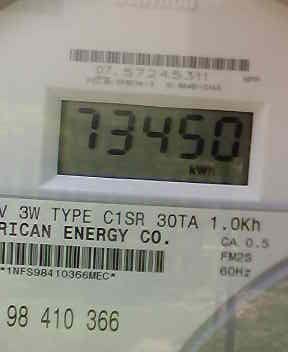 07.57245311
73450
kWh
V 3W TYPE C1SR 30TA 1.0Kh
RICAN ENERGY CO.
CA 0.5
FM2S
60Hz
*1NFS98410366MEC*
98 410 366